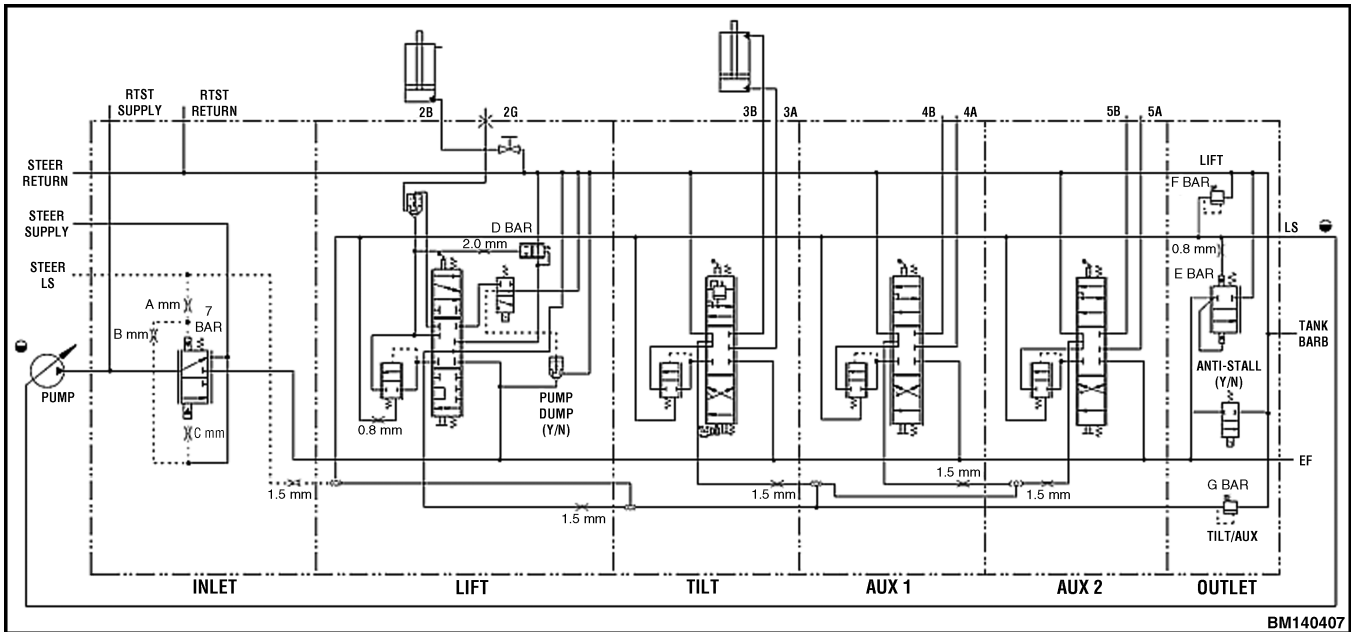 RTST
SUPPLY
RTST
RETURN
2B
2G
3B
3A
4B
4A
5B
5A
STEER
RETURN
LIFT
F BAR
STEER
SUPPLY
D BAR
2.0 mm
LS
STEER
LS
0.8 mm
E BAR
A mm
7
BAR
B mm
TANK
BARB
PUMP
ANTI-STALL
(Y/N)
PUMP
DUMP
(Y/N)
0.8 mm
C mm
EF
1.5 mm
1.5 mm
1.5 mm
1.5 mm
G BAR
1.5 mm
TILT/AUX
INLET
LIFT
TILT
AUX 1
AUX 2
OUTLET
BM140407